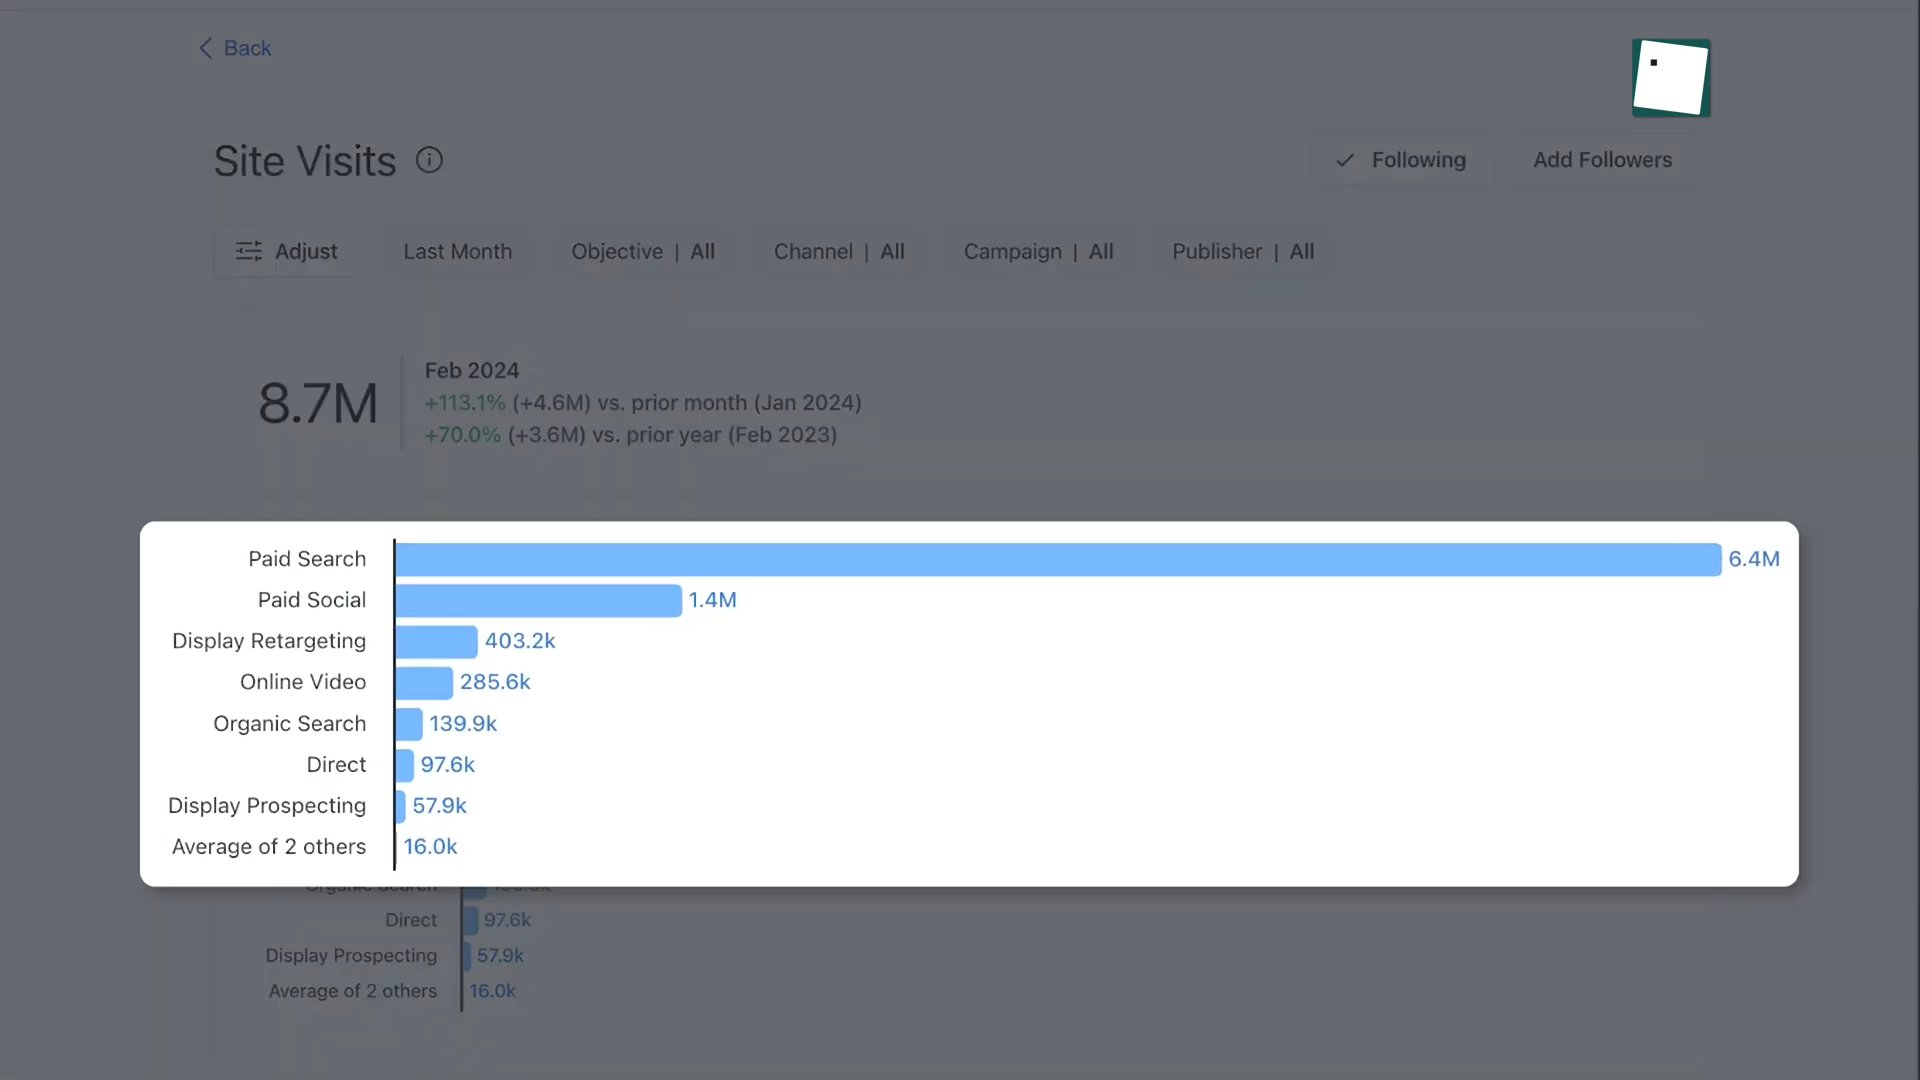 Back
Site Visits
Following
Add Followers
Adjust
Last Month
Objective | All
Channel | All
Campaign | All
Publisher | All
8.7M
Feb 2024
+113.1% (+4.6M) vs. prior month (Jan 2024)
+70.0% (+3.6M) vs. prior year (Feb 2023)
Paid Search 6.4M
Paid Social 1.4M
Display Retargeting 403.2k
Online Video 285.6k
Organic Search 139.9k
Direct 97.6k
Display Prospecting 57.9k
Average of 2 others 16.0k
Organic Search
Direct 97.6k
Display Prospecting 57.9k
Average of 2 others 16.0k